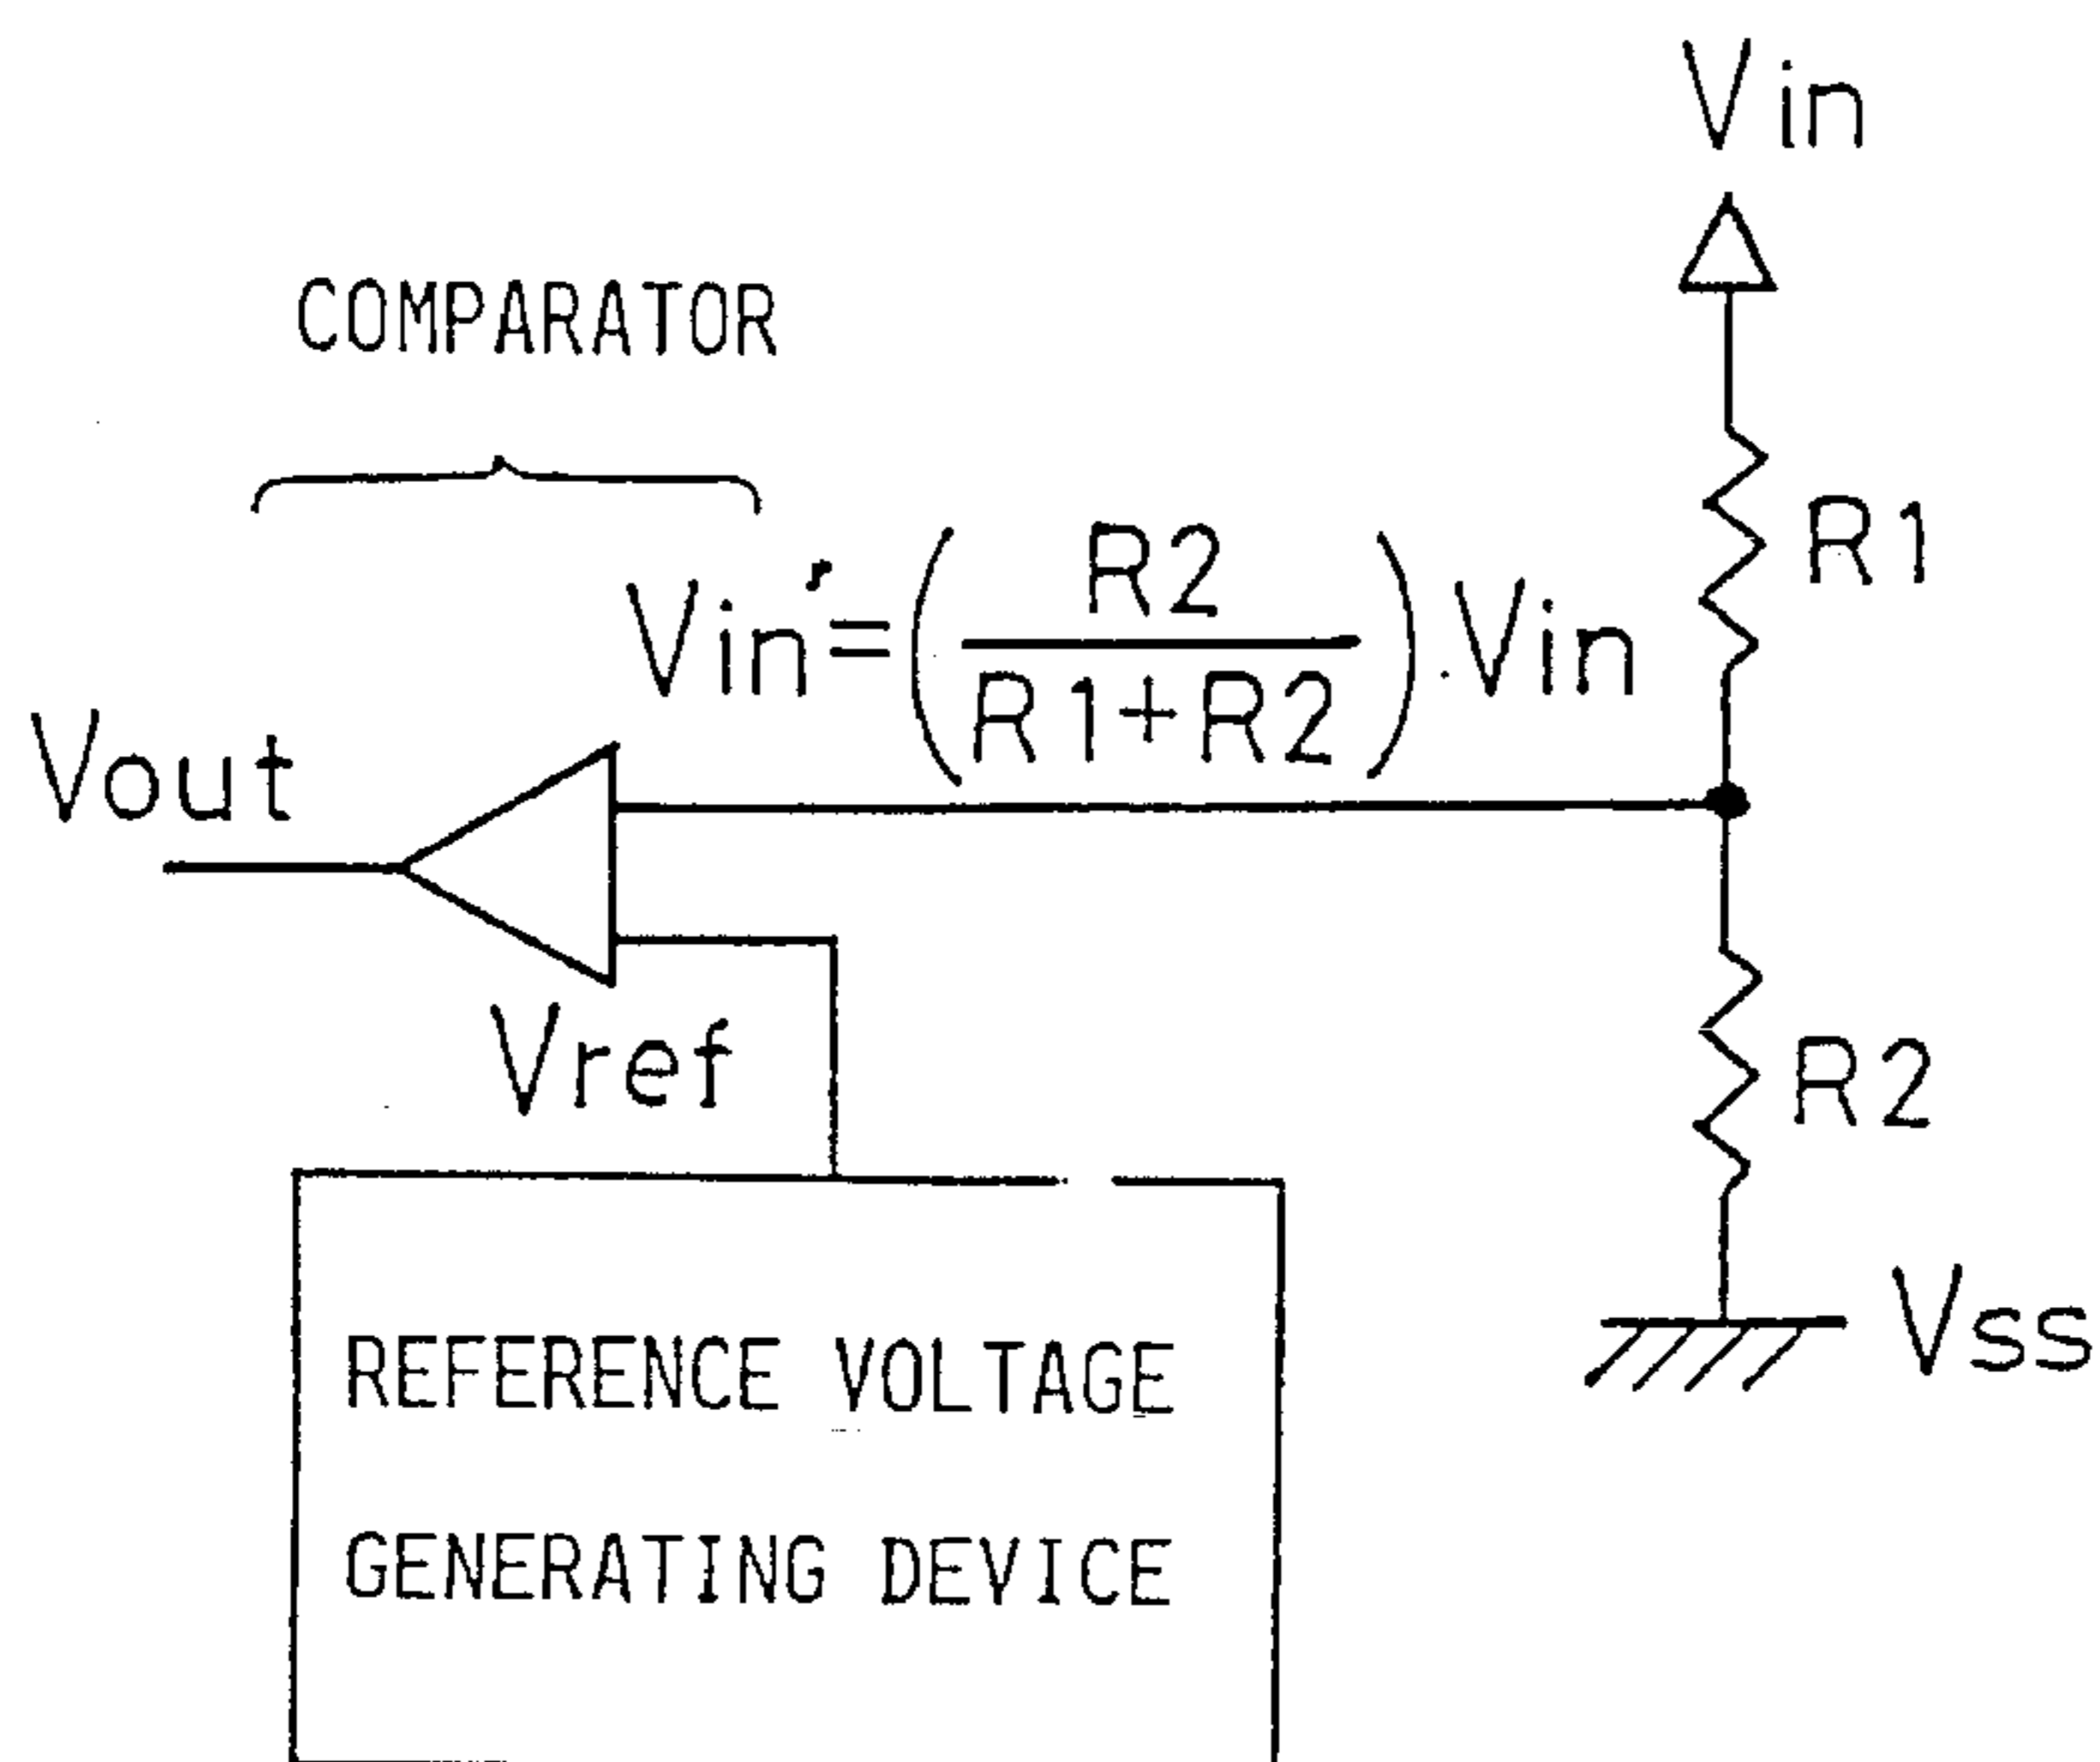 Vin
COMPARATOR
R1
Vin'=(R2/(R1+R2)).Vin
Vout
Vref
R2
Vss
REFERENCE VOLTAGE
GENERATING DEVICE